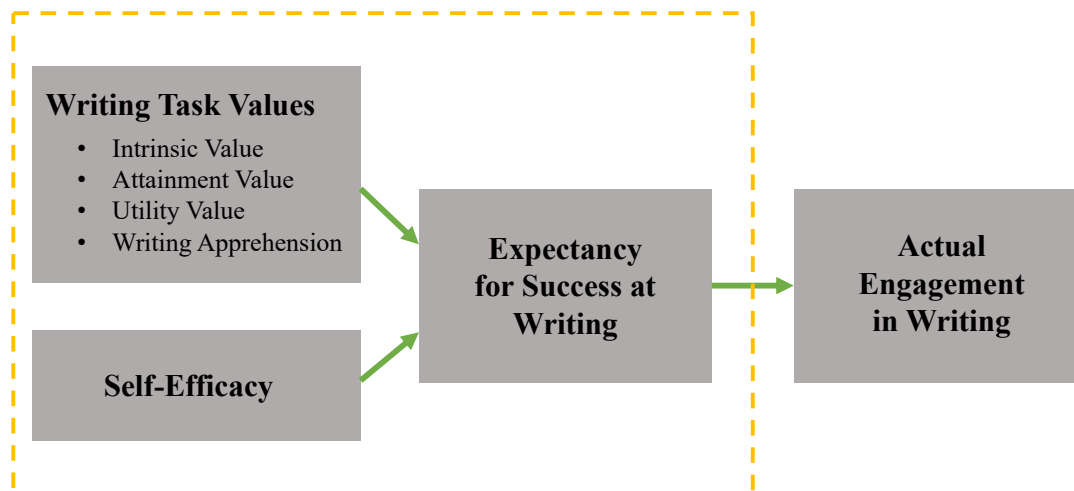 Writing Task Values
• Intrinsic Value
• Attainment Value
• Utility Value
• Writing Apprehension
Self-Efficacy
Expectancy
for Success at
Writing
Actual
Engagement
in Writing